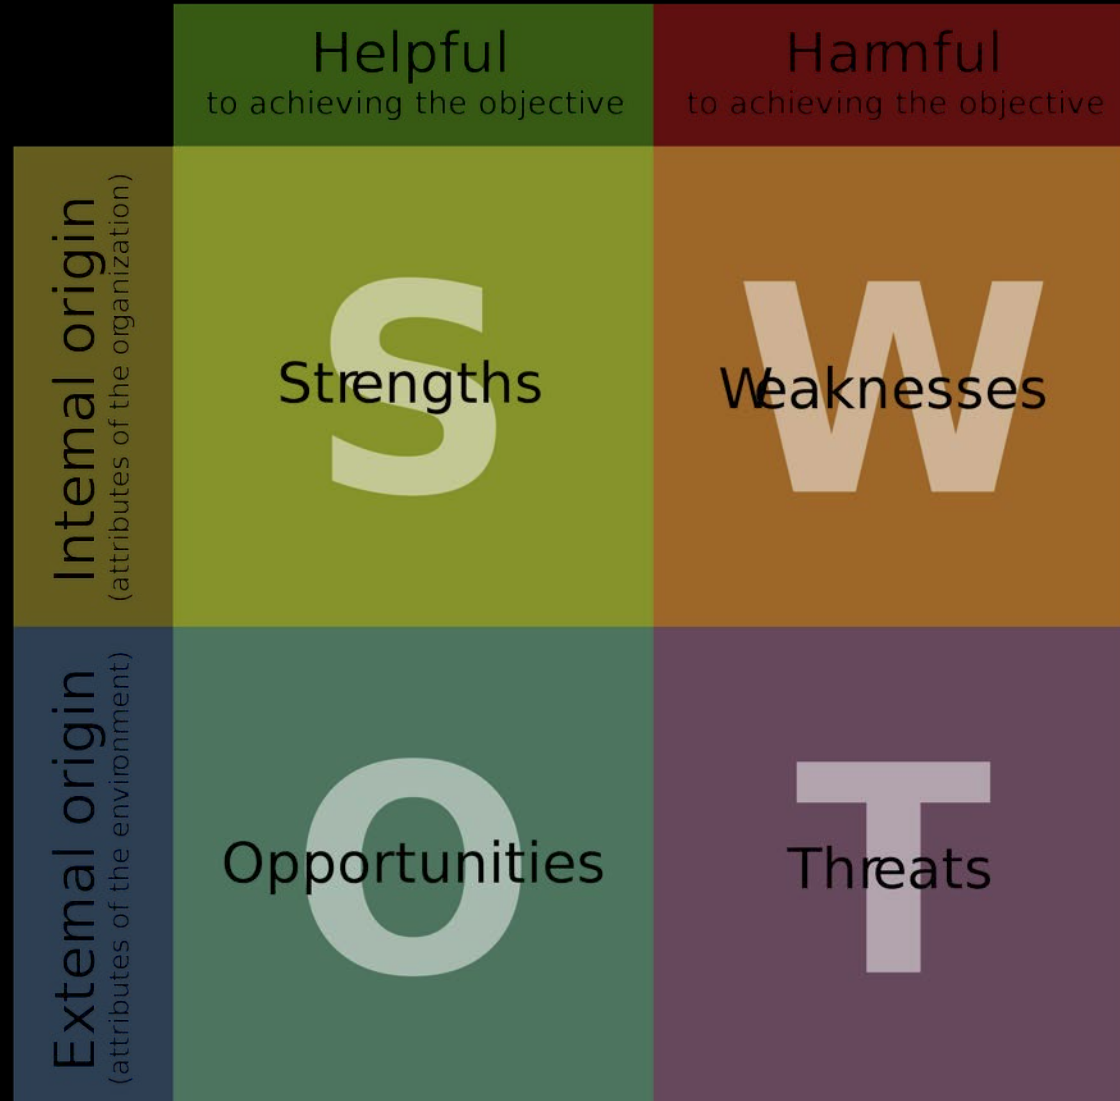 Helpful
to achieving the objective
Harmful
to achieving the objective
Internal origin
(attributes of the organization)
S
Strengths
W
Weaknesses
External origin
(attributes of the environment)
O
Opportunities
T
Threats